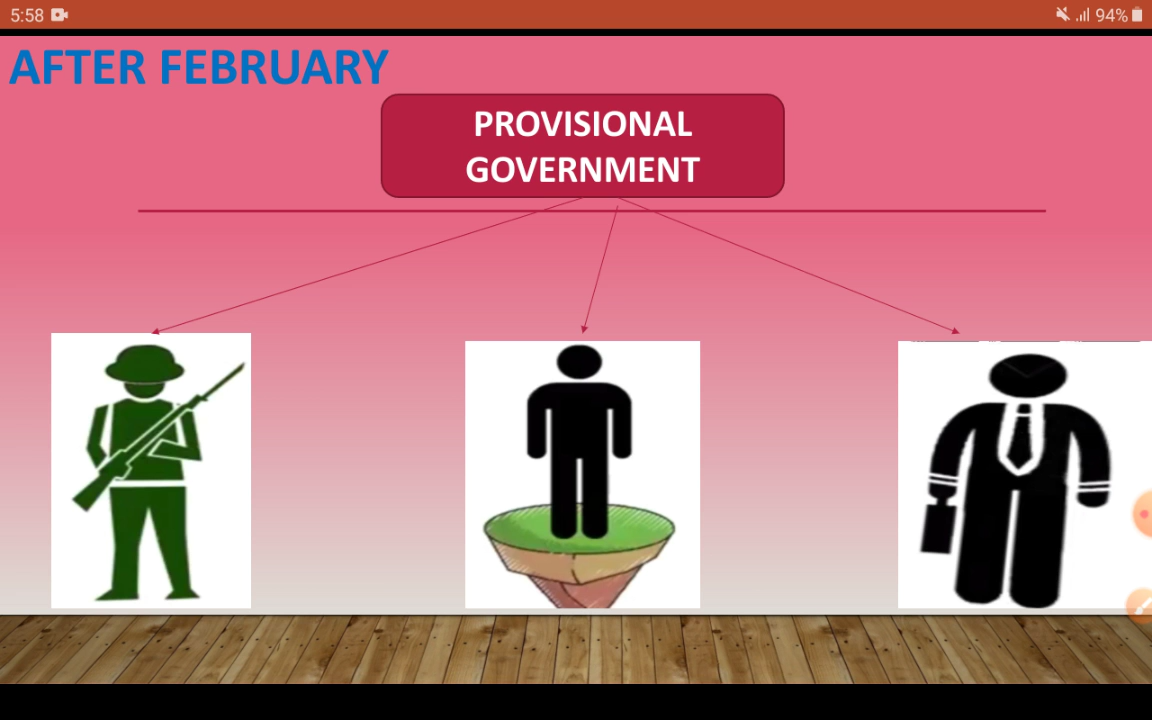 5:58
94%
AFTER FEBRUARY
PROVISIONAL
GOVERNMENT